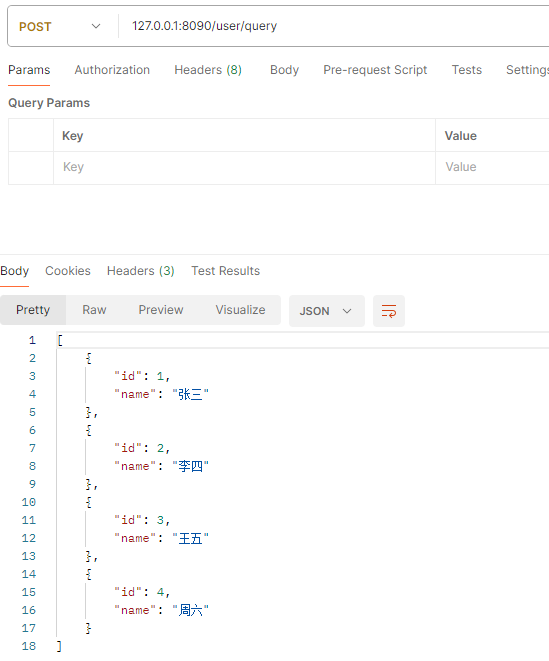 POST 127.0.0.1:8090/user/query
Params Authorization Headers (8) Body Pre-request Script Tests Settings
Query Params
Key Value
Key Value
Body Cookies Headers (3) Test Results
Pretty Raw Preview Visualize JSON
1 [
2 {
3 "id": 1,
4 "name": "张三"
5 },
6 {
7 "id": 2,
8 "name": "李四"
9 },
10 {
11 "id": 3,
12 "name": "王五"
13 },
14 {
15 "id": 4,
16 "name": "周六"
17 }
18 ]